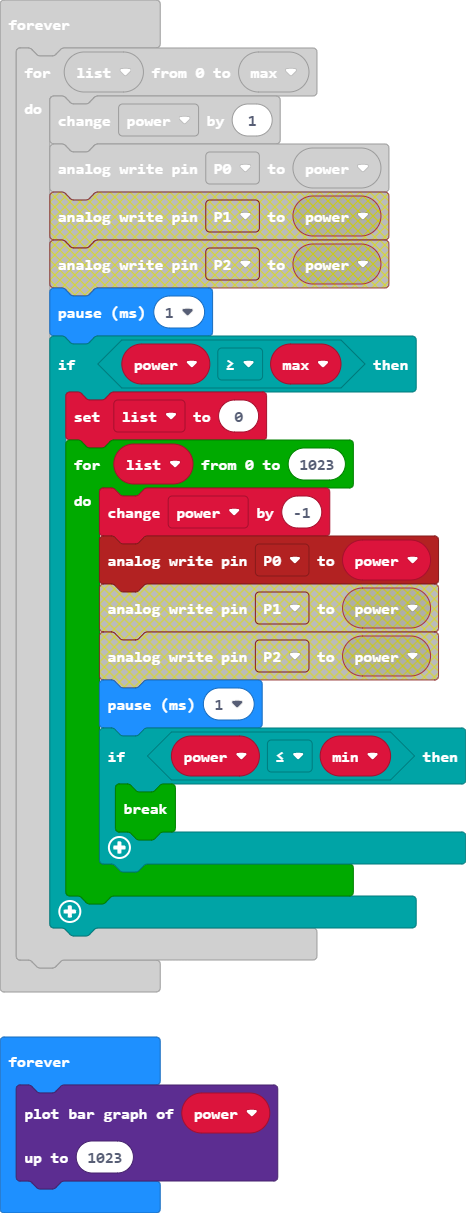 forever
for list from 0 to max
do
change power by 1
analog write pin P0 to power
analog write pin P1 to power
analog write pin P2 to power
pause (ms) 1
if power ≥ max then
set list to 0
for list from 0 to 1023
do
change power by -1
analog write pin P0 to power
analog write pin P1 to power
analog write pin P2 to power
pause (ms) 1
if power ≤ min then
break
forever
plot bar graph of power
up to 1023